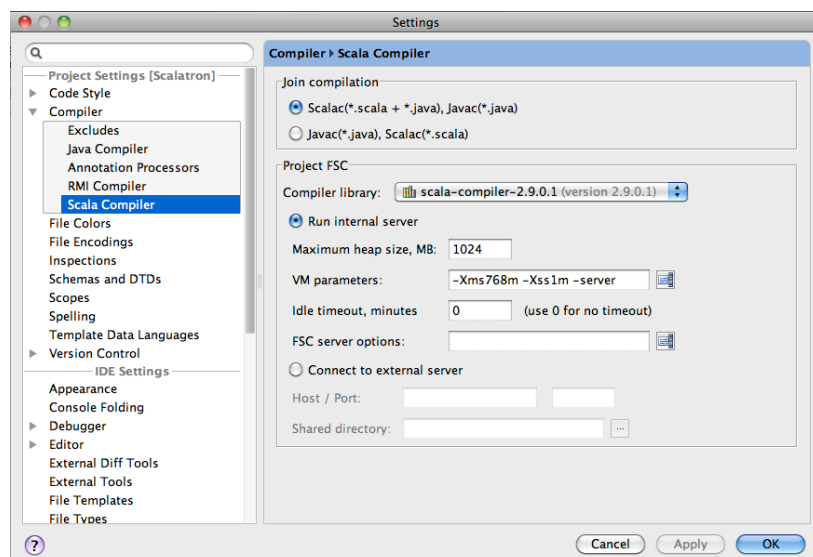 Settings
Project Settings [Scalatron]
Code Style
Compiler
Excludes
Java Compiler
Annotation Processors
RMI Compiler
Scala Compiler
File Colors
File Encodings
Inspections
Schemas and DTDs
Scopes
Spelling
Template Data Languages
Version Control
IDE Settings
Appearance
Console Folding
Debugger
Editor
External Diff Tools
External Tools
File Templates
File Types
Compiler › Scala Compiler
Join compilation
Scalac(*.scala + *.java), Javac(*.java)
Javac(*.java), Scalac(*.scala)
Project FSC
Compiler library: scala-compiler-2.9.0.1 (version 2.9.0.1)
Run internal server
Maximum heap size, MB: 1024
VM parameters: -Xms768m -Xss1m -server
Idle timeout, minutes 0 (use 0 for no timeout)
FSC server options:
Connect to external server
Host / Port:
Shared directory: ...
? Cancel Apply OK